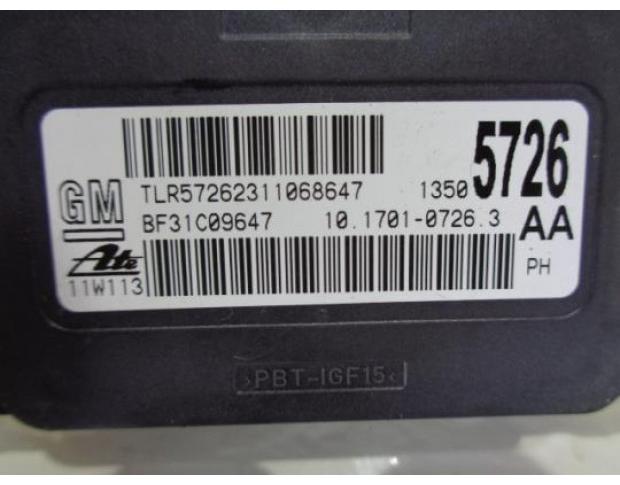 GM
TLR57262311068647 1350 5726
BF31C09647 10.1701-0726.3 AA
Ate
11W113 PH
>PBT-IGF15<